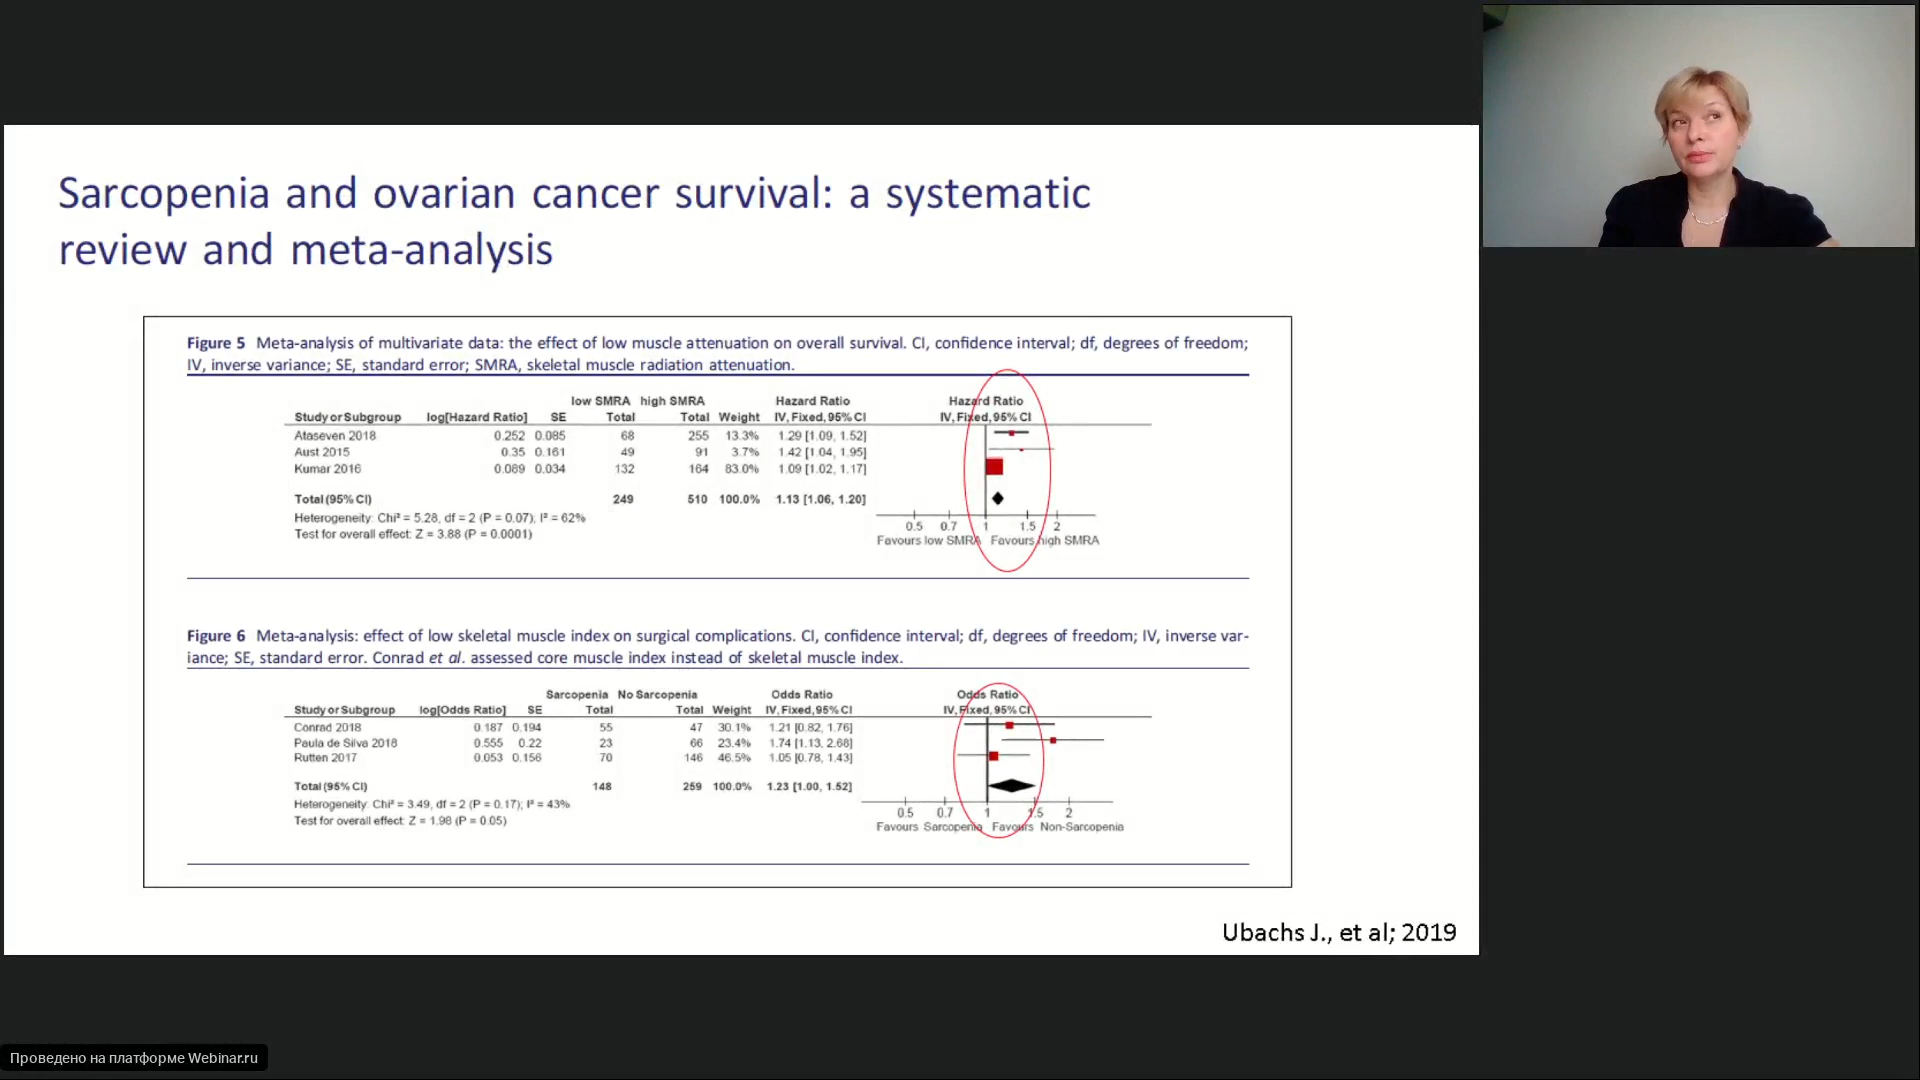 Sarcopenia and ovarian cancer survival: a systematic
review and meta-analysis
Figure 5 Meta-analysis of multivariate data: the effect of low muscle attenuation on overall survival. CI, confidence interval; df, degrees of freedom;
IV, inverse variance; SE, standard error; SMRA, skeletal muscle radiation attenuation.
low SMRA high SMRA Hazard Ratio Hazard Ratio
Study or Subgroup log[Hazard Ratio] SE Total Total Weight IV, Fixed, 95% CI IV, Fixed, 95% CI
Ataseven 2018 0.252 0.085 68 255 13.3% 1.29 [1.09, 1.52]
Aust 2015 0.35 0.161 49 91 3.7% 1.42 [1.04, 1.95]
Kumar 2016 0.089 0.034 132 164 83.0% 1.09 [1.02, 1.17]
Total (95% CI) 249 510 100.0% 1.13 [1.06, 1.20]
Heterogeneity: Chi² = 5.28, df = 2 (P = 0.07); I² = 62%
Test for overall effect: Z = 3.88 (P = 0.0001)
0.5 0.7 1 1.5 2
Favours low SMRA Favours high SMRA
Figure 6 Meta-analysis: effect of low skeletal muscle index on surgical complications. CI, confidence interval; df, degrees of freedom; IV, inverse var-
iance; SE, standard error. Conrad et al. assessed core muscle index instead of skeletal muscle index.
Sarcopenia No Sarcopenia Odds Ratio Odds Ratio
Study or Subgroup log[Odds Ratio] SE Total Total Weight IV, Fixed, 95% CI IV, Fixed, 95% CI
Conrad 2018 0.187 0.194 55 47 30.1% 1.21 [0.82, 1.76]
Paula de Silva 2018 0.555 0.22 23 66 23.4% 1.74 [1.13, 2.68]
Rutten 2017 0.053 0.156 70 146 46.5% 1.05 [0.78, 1.43]
Total (95% CI) 148 259 100.0% 1.23 [1.00, 1.52]
Heterogeneity: Chi² = 3.49, df = 2 (P = 0.17); I² = 43%
Test for overall effect: Z = 1.98 (P = 0.05)
0.5 0.7 1 1.5 2
Favours Sarcopenia Favours Non-Sarcopenia
Ubachs J., et al; 2019
Проведено на платформе Webinar.ru